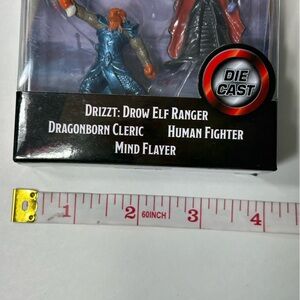 DIE
CAST
DRIZZT: DROW ELF RANGER
DRAGONBORN CLERIC HUMAN FIGHTER
MIND FLAYER
1 2 60INCH 3 4